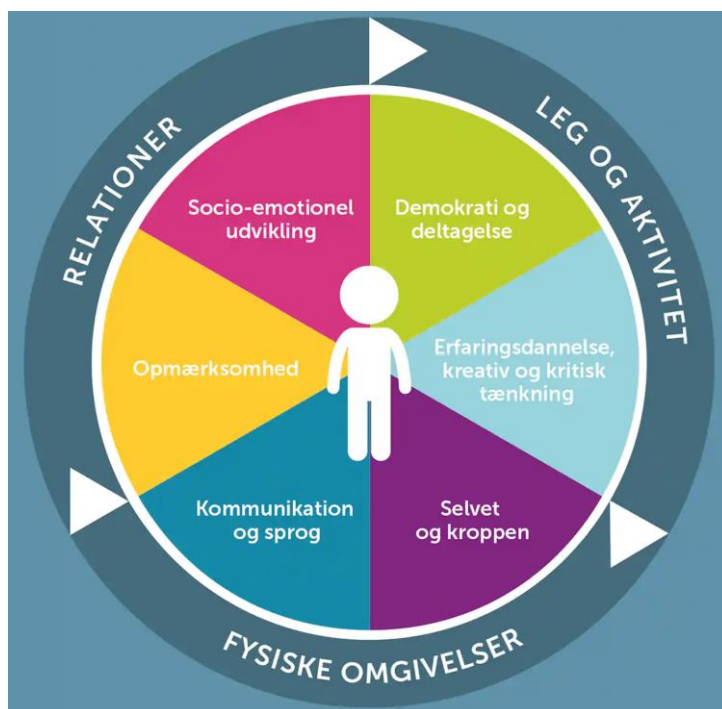 RELATIONER
LEG OG AKTIVITET
Socio-emotionel
udvikling
Demokrati og
deltagelse
Opmærksomhed
Erfaringsdannelse,
kreativ og kritisk
tænkning
Kommunikation
og sprog
Selvet
og kroppen
FYSISKE OMGIVELSER